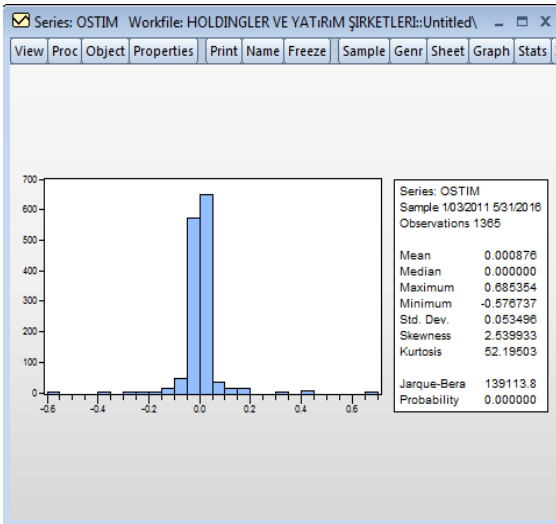 Series: OSTIM Workfile: HOLDINGLER VE YATıRıM ŞIRKETLERI::Untitled\
View Proc Object Properties Print Name Freeze Sample Genr Sheet Graph Stats
700
600
500
400
300
200
100
0
-0.6 -0.4 -0.2 0.0 0.2 0.4 0.6
Series: OSTIM
Sample 1/03/2011 5/31/2016
Observations 1365
Mean 0.000876
Median 0.000000
Maximum 0.685354
Minimum -0.576737
Std. Dev. 0.053496
Skewness 2.539933
Kurtosis 52.19503
Jarque-Bera 139113.8
Probability 0.000000